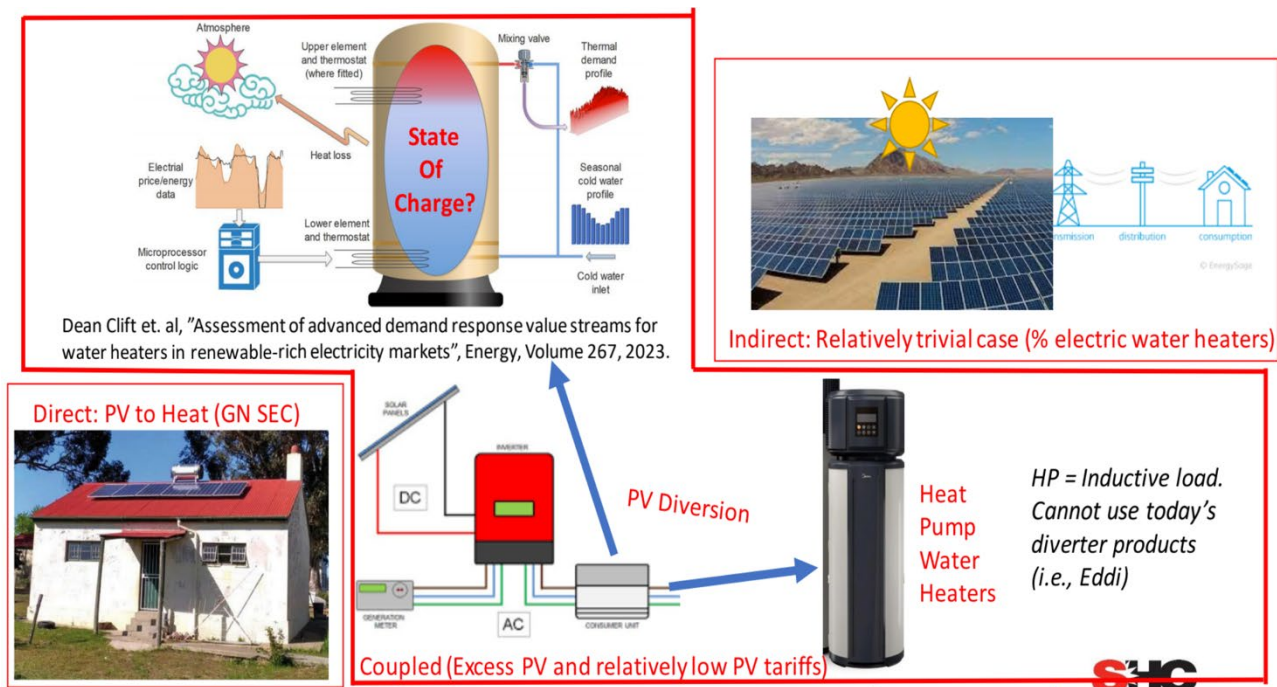 Atmosphere
Upper element
and thermostat
(where fitted)
Mixing valve
Thermal
demand
profile
Heat loss
State
Of
Charge?
Electrial
price/energy
data
Seasonal
cold water
profile
Lower element
and thermostat
Microprocessor
control logic
Cold water
inlet
Dean Clift et. al, ”Assessment of advanced demand response value streams for
water heaters in renewable-rich electricity markets”, Energy, Volume 267, 2023.
transmission
distribution
consumption
© EnergySage
Indirect: Relatively trivial case (% electric water heaters)
Direct: PV to Heat (GN SEC)
SOLAR
PANELS
INVERTER
DC
AC
GENERATION
METER
CONSUMER UNIT
PV Diversion
Coupled (Excess PV and relatively low PV tariffs)
Heat
Pump
Water
Heaters
HP = Inductive load.
Cannot use today’s
diverter products
(i.e., Eddi)
SHC